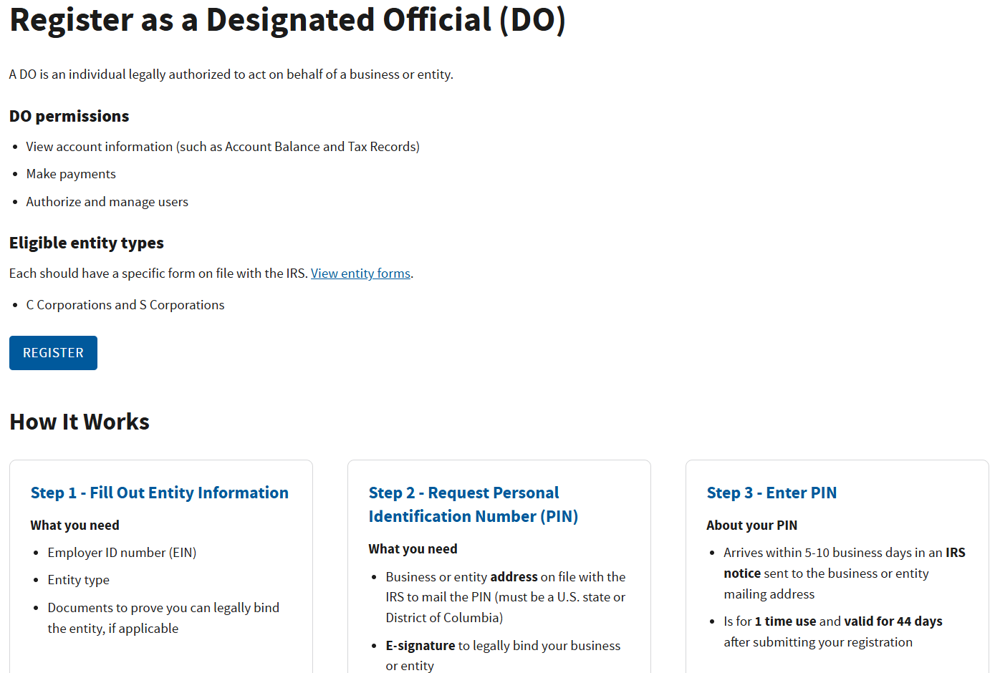 Register as a Designated Official (DO)
A DO is an individual legally authorized to act on behalf of a business or entity.
DO permissions
• View account information (such as Account Balance and Tax Records)
• Make payments
• Authorize and manage users
Eligible entity types
Each should have a specific form on file with the IRS. View entity forms.
• C Corporations and S Corporations
REGISTER
How It Works
Step 1 - Fill Out Entity Information
What you need
• Employer ID number (EIN)
• Entity type
• Documents to prove you can legally bind
the entity, if applicable
Step 2 - Request Personal
Identification Number (PIN)
What you need
• Business or entity address on file with the
IRS to mail the PIN (must be a U.S. state or
District of Columbia)
• E-signature to legally bind your business
or entity
Step 3 - Enter PIN
About your PIN
• Arrives within 5-10 business days in an IRS
notice sent to the business or entity
mailing address
• Is for 1 time use and valid for 44 days
after submitting your registration